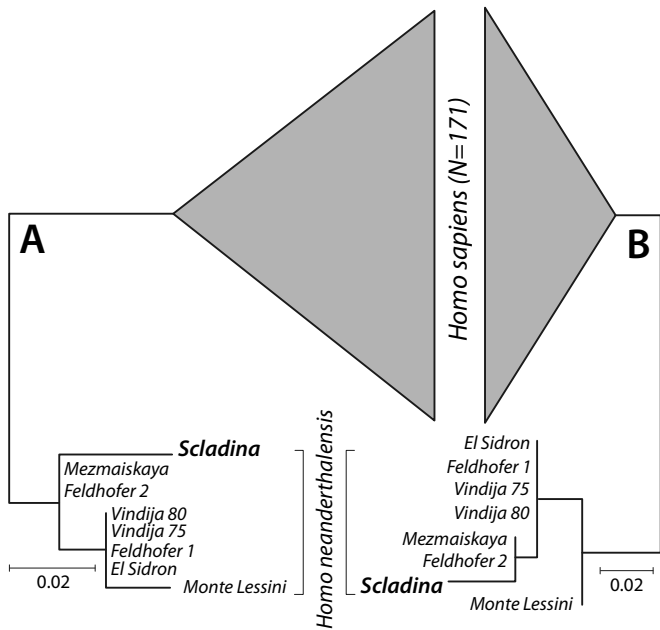 A
Homo sapiens (N=171)
B
Scladina
Mezmaiskaya
Feldhofer 2
Vindija 80
Vindija 75
Feldhofer 1
El Sidron
Monte Lessini
0.02
Homo neanderthalensis
El Sidron
Feldhofer 1
Vindija 75
Vindija 80
Mezmaiskaya
Feldhofer 2
Scladina
Monte Lessini
0.02